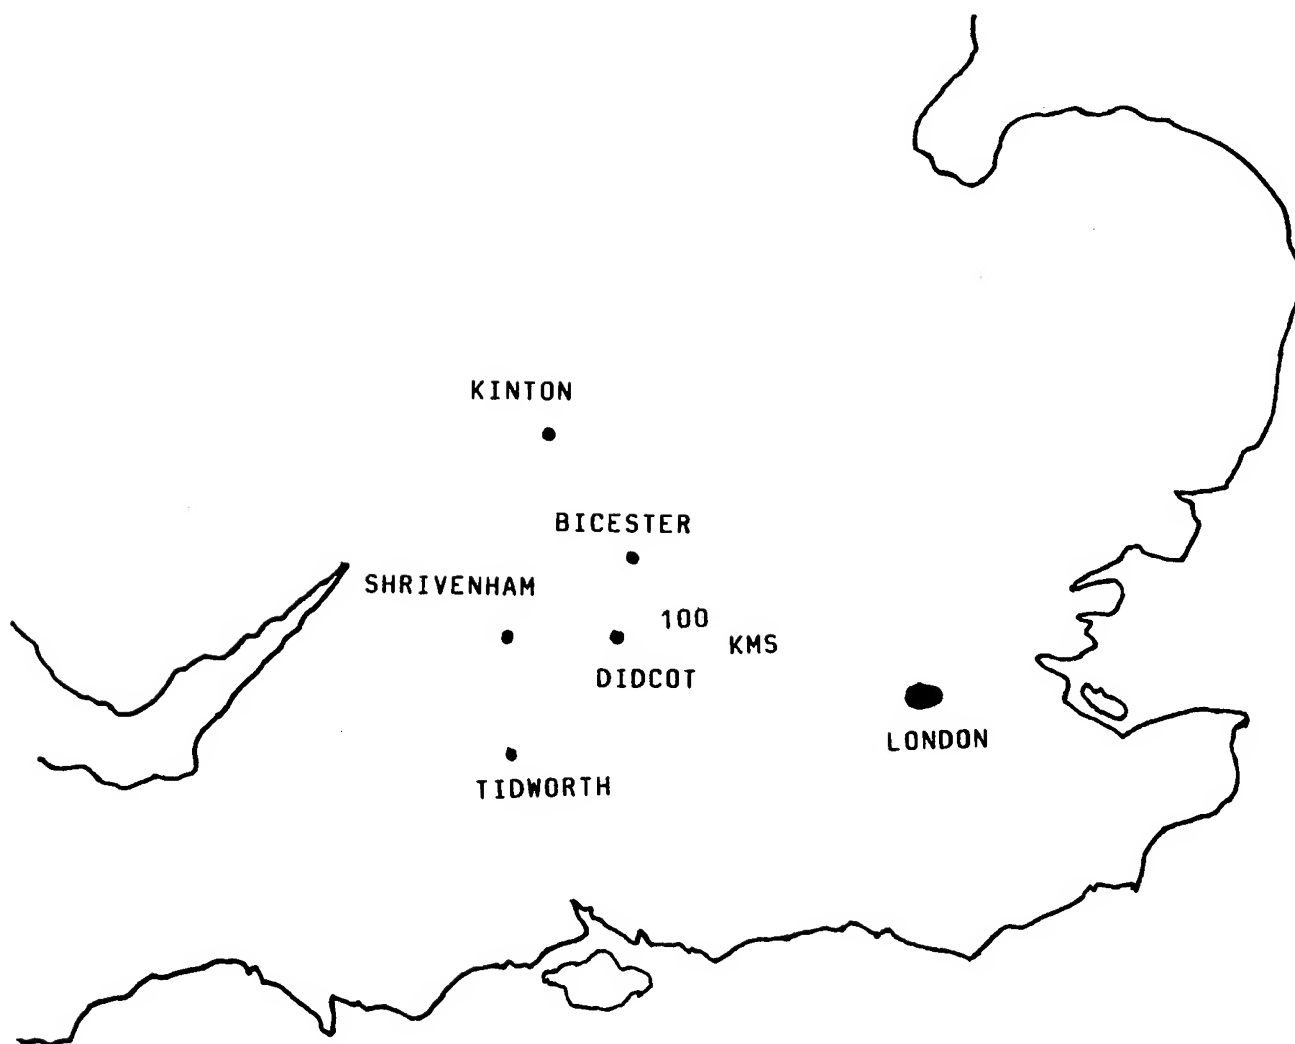 KINTON
BICESTER
SHRIVENHAM
100
KMS
DIDCOT
LONDON
TIDWORTH